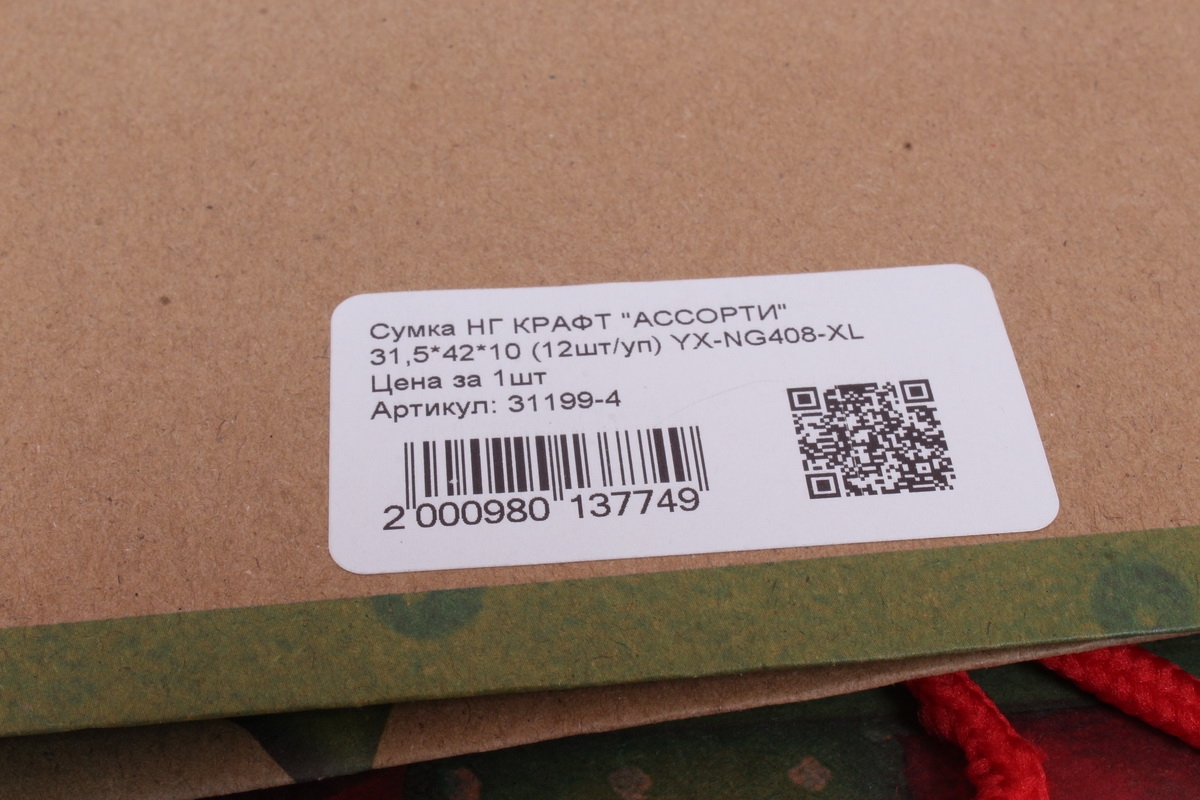 Сумка НГ КРАФТ "АССОРТИ"
31,5*42*10 (12шт/уп) YX-NG408-XL
Цена за 1шт
Артикул: 31199-4
2 000980 137749